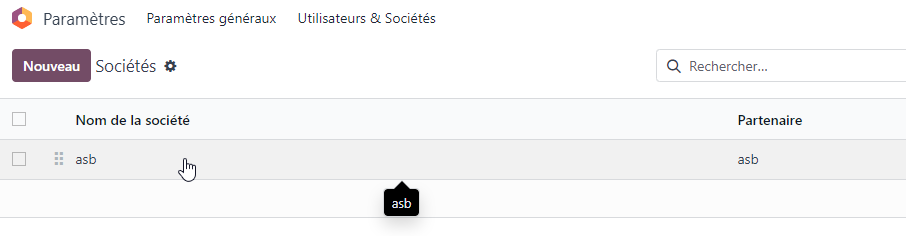 Paramètres Paramètres généraux Utilisateurs & Sociétés
Nouveau Sociétés Rechercher...
Nom de la société Partenaire
asb asb
asb